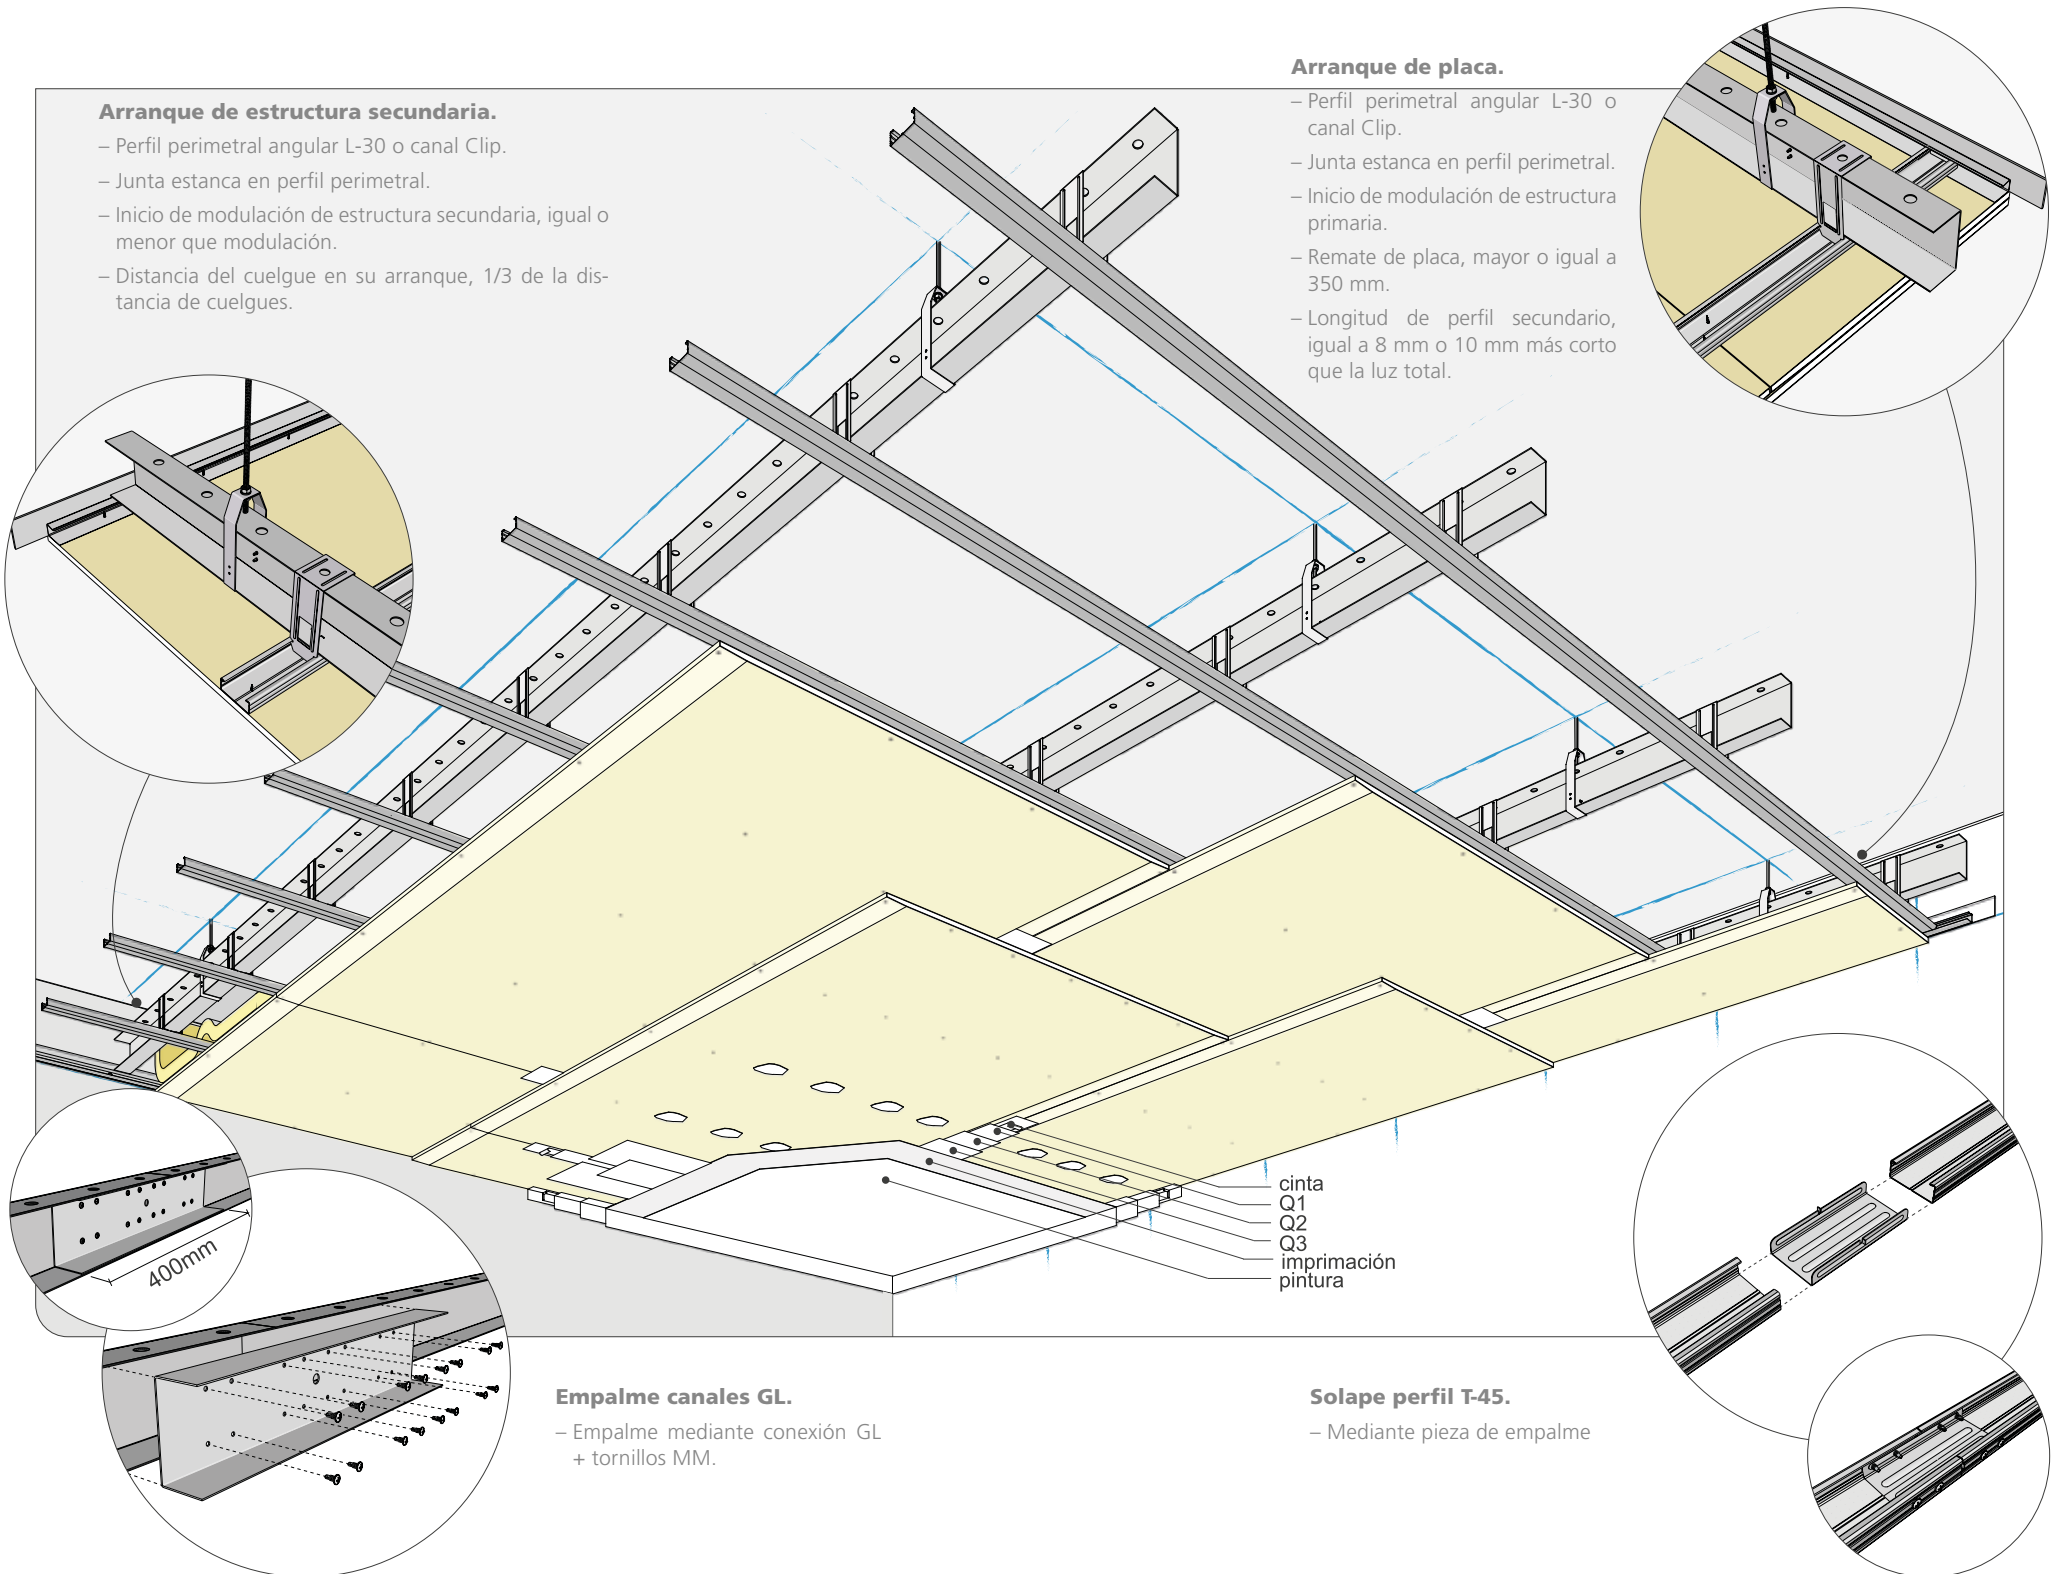 Arranque de estructura secundaria.
– Perfil perimetral angular L-30 o canal Clip.
– Junta estanca en perfil perimetral.
– Inicio de modulación de estructura secundaria, igual o
menor que modulación.
– Distancia del cuelgue en su arranque, 1/3 de la dis-
tancia de cuelgues.
Arranque de placa.
– Perfil perimetral angular L-30 o
canal Clip.
– Junta estanca en perfil perimetral.
– Inicio de modulación de estructura
primaria.
– Remate de placa, mayor o igual a
350 mm.
– Longitud de perfil secundario,
igual a 8 mm o 10 mm más corto
que la luz total.
cinta
Q1
Q2
Q3
imprimación
pintura
400mm
Empalme canales GL.
– Empalme mediante conexión GL
+ tornillos MM.
Solape perfil T-45.
– Mediante pieza de empalme